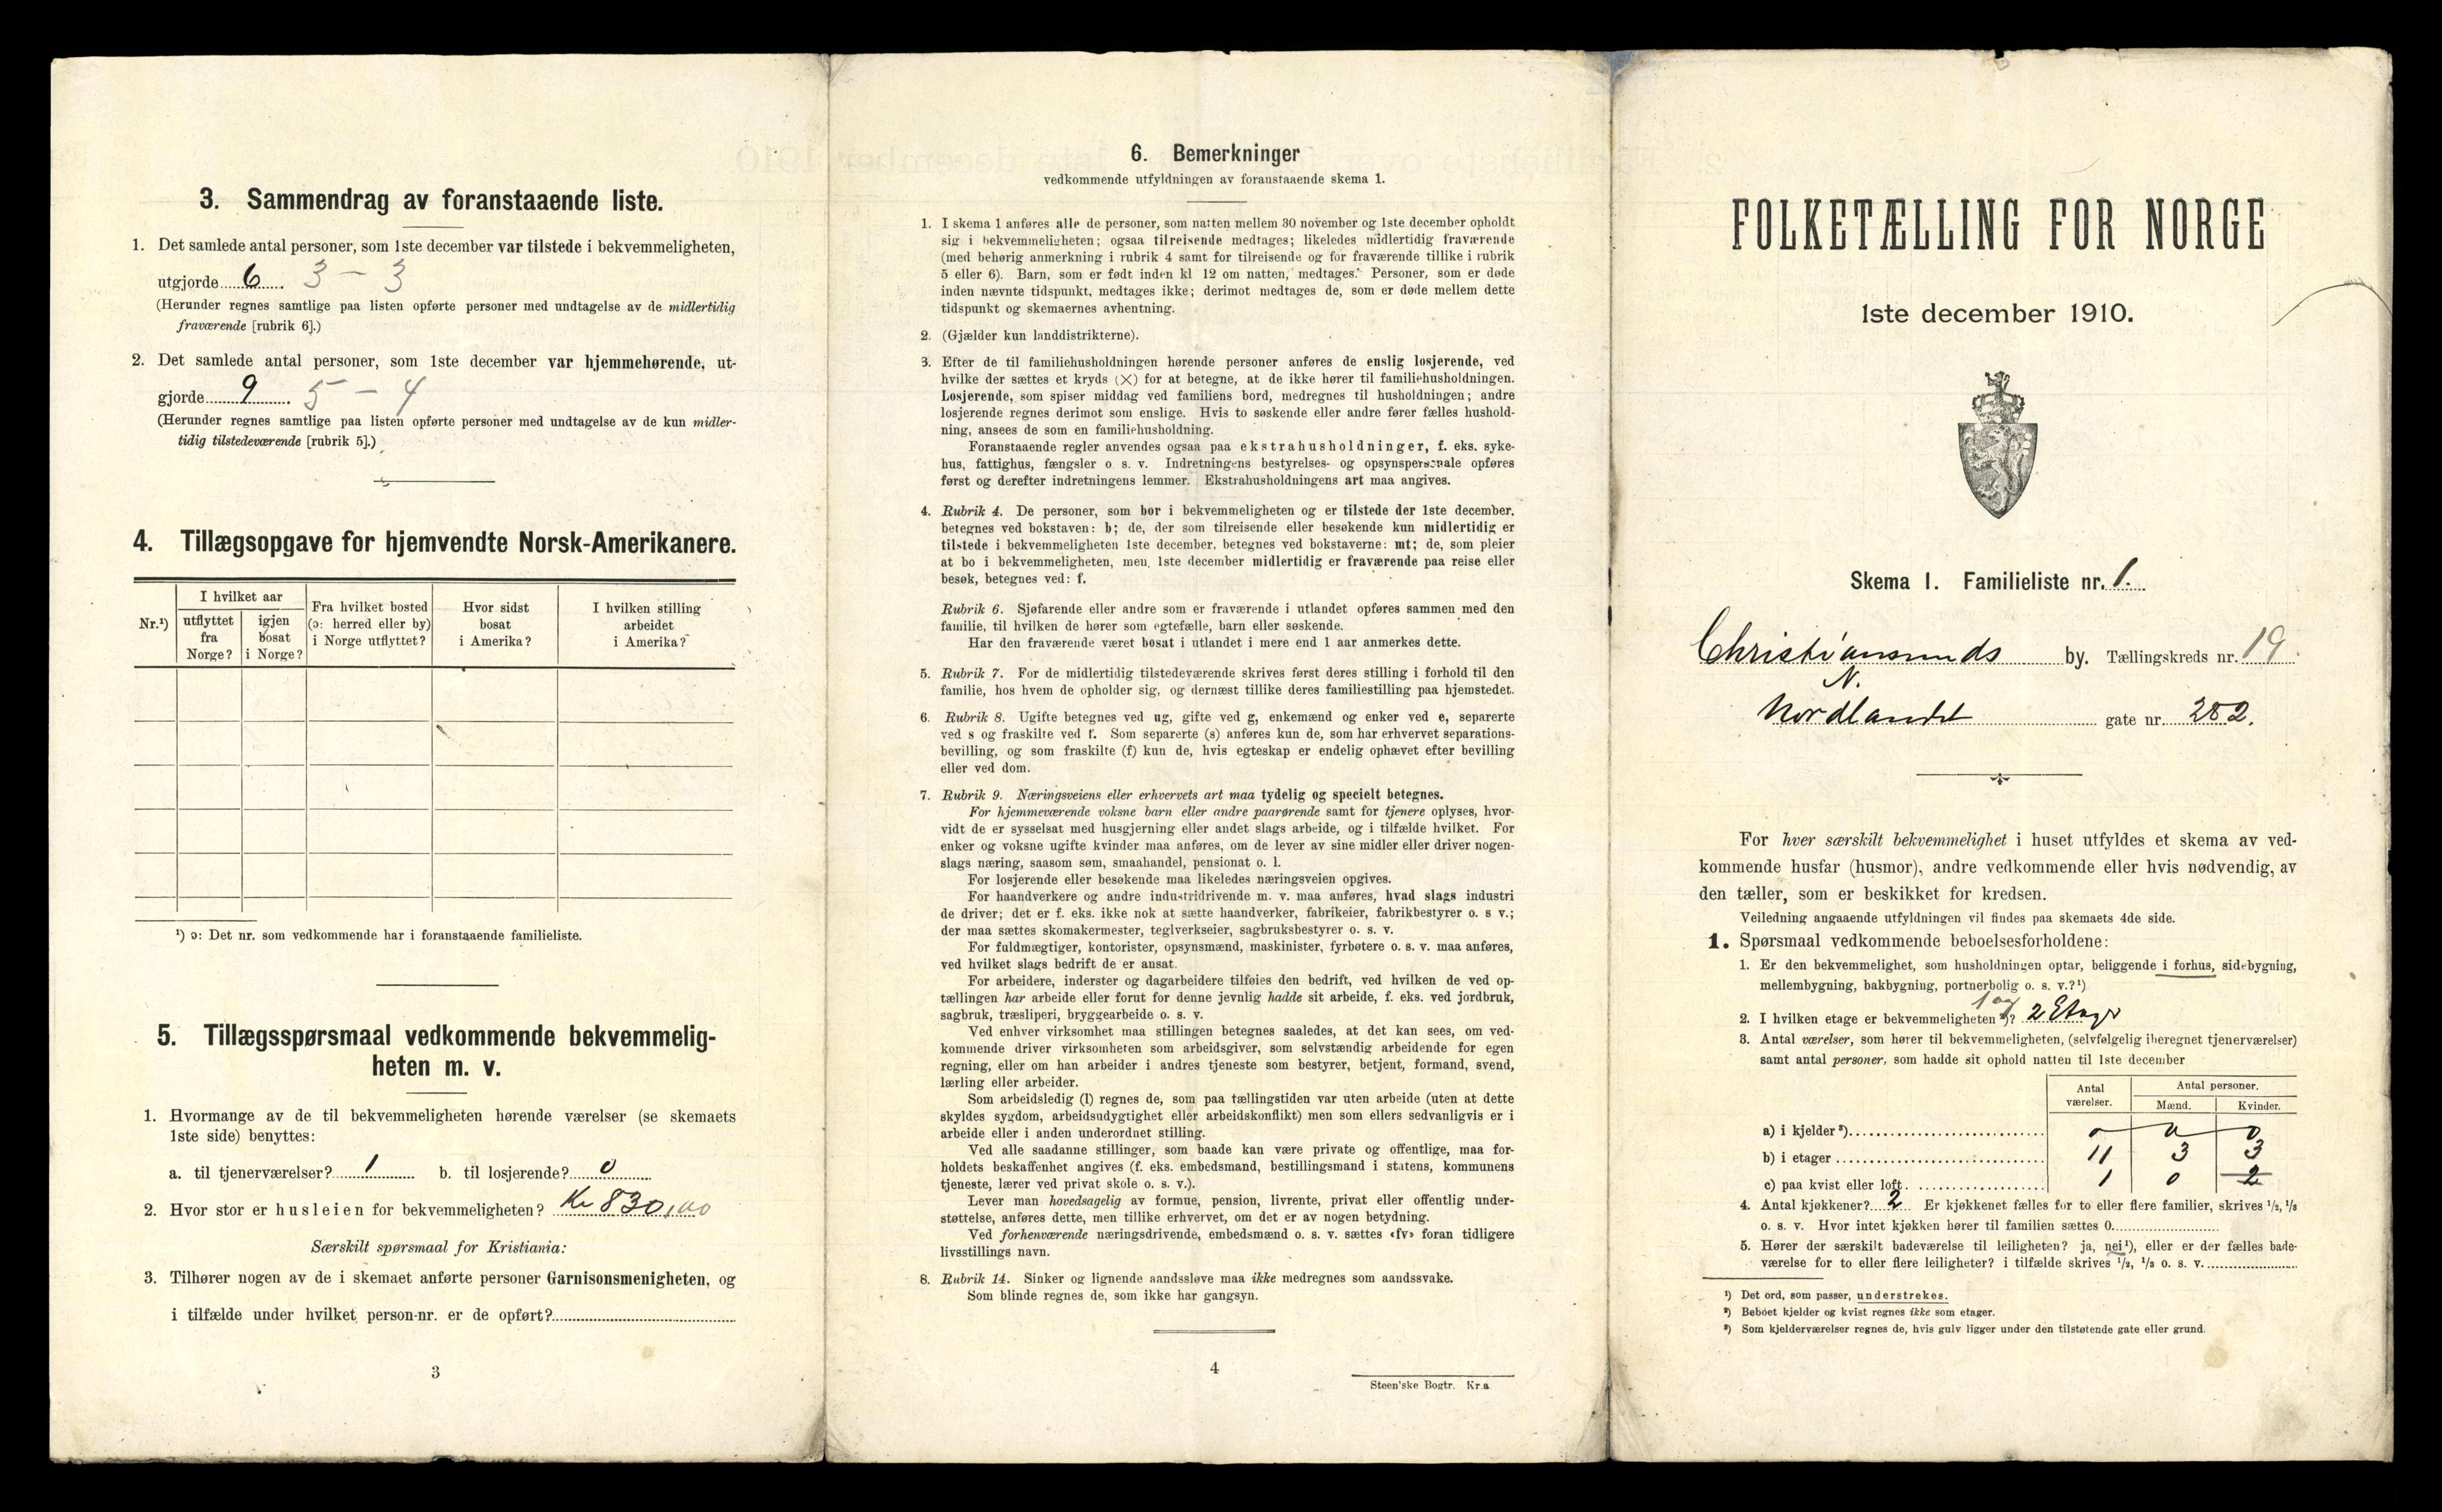 3. Sammendrag av foranstaaende liste.
1. Det samlede antal personer, som 1ste december var tilstede i bekvemmeligheten,
utgjorde 6. 3 — 3
(Herunder regnes samtlige paa listen opførte personer med undtagelse av de midlertidig
fraværende [rubrik 6].)
2. Det samlede antal personer, som 1ste december var hjemmehørende, ut-
gjorde 9. 5 — 4
(Herunder regnes samtlige paa listen opførte personer med undtagelse av de kun midler-
tidig tilstedeværende [rubrik 5].)
4. Tillægsopgave for hjemvendte Norsk-Amerikanere.
Nr.¹)
I hvilket aar
utflyttet
fra
Norge?
igjen
bosat
i Norge?
Fra hvilket bosted
(ɔ: herred eller by)
i Norge utflyttet?
Hvor sidst
bosat
i Amerika?
I hvilken stilling
arbeidet
i Amerika?
¹) ɔ: Det nr. som vedkommende har i foranstaaende familieliste.
5. Tillægsspørsmaal vedkommende bekvemmelig-
heten m. v.
1. Hvormange av de til bekvemmeligheten hørende værelser (se skemaets
1ste side) benyttes:
a. til tjenerværelser? 1 b. til losjerende? 0
2. Hvor stor er husleien for bekvemmeligheten? Kr 830,00
Særskilt spørsmaal for Kristiania:
3. Tilhører nogen av de i skemaet anførte personer Garnisonsmenigheten, og
i tilfælde under hvilket person-nr. er de opført?
3
6. Bemerkninger
vedkommende utfyldningen av foranstaaende skema 1.
1. I skema 1 anføres alle de personer, som natten mellem 30 november og 1ste december opholdt
sig i bekvemmeligheten; ogsaa tilreisende medtages; likeledes midlertidig fraværende
(med behørig anmerkning i rubrik 4 samt for tilreisende og for fraværende tillike i rubrik
5 eller 6). Barn, som er født inden kl 12 om natten, medtages. Personer, som er døde
inden nævnte tidspunkt, medtages ikke; derimot medtages de, som er døde mellem dette
tidspunkt og skemaernes avhentning.
2. (Gjælder kun landdistrikterne).
3. Efter de til familiehusholdningen hørende personer anføres de enslig losjerende, ved
hvilke der sættes et kryds (×) for at betegne, at de ikke hører til familiehusholdningen.
Losjerende, som spiser middag ved familiens bord, medregnes til husholdningen; andre
losjerende regnes derimot som enslige. Hvis to søskende eller andre fører fælles hushold-
ning, ansees de som en familiehusholdning.
Foranstaaende regler anvendes ogsaa paa ekstrahusholdninger, f. eks. syke-
hus, fattighus, fængsler o s. v. Indretningens bestyrelses- og opsynspersonale opføres
først og derefter indretningens lemmer. Ekstrahusholdningens art maa angives.
4. Rubrik 4. De personer, som bor i bekvemmeligheten og er tilstede der 1ste december,
betegnes ved bokstaven: b; de, der som tilreisende eller besøkende kun midlertidig er
tilstede i bekvemmeligheten 1ste december, betegnes ved bokstaverne: mt; de, som pleier
at bo i bekvemmeligheten, men 1ste december midlertidig er fraværende paa reise eller
besøk, betegnes ved: f.
Rubrik 6. Sjøfarende eller andre som er fraværende i utlandet opføres sammen med den
familie, til hvilken de hører som egtefælle, barn eller søskende.
Har den fraværende været bosat i utlandet i mere end 1 aar anmerkes dette.
5. Rubrik 7. For de midlertidig tilstedeværende skrives først deres stilling i forhold til den
familie, hos hvem de opholder sig, og dernæst tillike deres familiestilling paa hjemstedet.
6. Rubrik 8. Ugifte betegnes ved ug, gifte ved g, enkemænd og enker ved e, separerte
ved s og fraskilte ved f. Som separerte (s) anføres kun de, som har erhvervet separations-
bevilling, og som fraskilte (f) kun de, hvis egteskap er endelig ophævet efter bevilling
eller ved dom.
7. Rubrik 9. Næringsveiens eller erhvervets art maa tydelig og specielt betegnes.
For hjemmeværende voksne barn eller andre paarørende samt for tjenere oplyses, hvor-
vidt de er sysselsat med husgjerning eller andet slags arbeide, og i tilfælde hvilket. For
enker og voksne ugifte kvinder maa anføres, om de lever av sine midler eller driver nogen-
slags næring, saasom søm, smaahandel, pensionat o. l.
For losjerende eller besøkende maa likeledes næringsveien opgives.
For haandverkere og andre industridrivende m. v. maa anføres, hvad slags industri
de driver; det er f. eks. ikke nok at sætte haandverker, fabrikeier, fabrikbestyrer o. s v.;
der maa sættes skomakermester, teglverkseier, sagbruksbestyrer o. s. v.
For fuldmægtiger, kontorister, opsynsmænd, maskinister, fyrbøtere o. s. v. maa anføres,
ved hvilket slags bedrift de er ansat.
For arbeidere, inderster og dagarbeidere tilføies den bedrift, ved hvilken de ved op-
tællingen har arbeide eller forut for denne jevnlig hadde sit arbeide, f. eks. ved jordbruk,
sagbruk, træsliperi, bryggearbeide o. s. v.
Ved enhver virksomhet maa stillingen betegnes saaledes, at det kan sees, om ved-
kommende driver virksomheten som arbeidsgiver, som selvstændig arbeidende for egen
regning, eller om han arbeider i andres tjeneste som bestyrer, betjent, formand, svend,
lærling eller arbeider.
Som arbeidsledig (l) regnes de, som paa tællingstiden var uten arbeide (uten at dette
skyldes sygdom, arbeidsudygtighet eller arbeidskonflikt) men som ellers sedvanligvis er i
arbeide eller i anden underordnet stilling.
Ved alle saadanne stillinger, som baade kan være private og offentlige, maa for-
holdets beskaffenhet angives (f. eks. embedsmand, bestillingsmand i statens, kommunens
tjeneste, lærer ved privat skole o. s. v.).
Lever man hovedsagelig av formue, pension, livrente, privat eller offentlig under-
støttelse, anføres dette, men tillike erhvervet, om det er av nogen betydning.
Ved forhenværende næringsdrivende, embedsmænd o. s. v. sættes «fv» foran tidligere
livsstillings navn.
8. Rubrik 14. Sinker og lignende aandssløve maa ikke medregnes som aandssvake.
Som blinde regnes de, som ikke har gangsyn.
4
Steen'ske Bogtr. Kr.a
FOLKETÆLLING FOR NORGE
1ste december 1910.
Skema 1. Familieliste nr. 1.
Christiansunds by. Tællingskreds nr. 19.
N.
Nordlandet gate nr. 282.
For hver særskilt bekvemmelighet i huset utfyldes et skema av ved-
kommende husfar (husmor), andre vedkommende eller hvis nødvendig, av
den tæller, som er beskikket for kredsen.
Veiledning angaaende utfyldningen vil findes paa skemaets 4de side.
1. Spørsmaal vedkommende beboelsesforholdene:
1. Er den bekvemmelighet, som husholdningen optar, beliggende i forhus, sidebygning,
mellembygning, bakbygning, portnerbolig o. s. v.?¹)
1 og
2. I hvilken etage er bekvemmeligheten ²)? 2 Etage
3. Antal værelser, som hører til bekvemmeligheten, (selvfølgelig iberegnet tjenerværelser)
samt antal personer, som hadde sit ophold natten til 1ste december
Antal
værelser.
Antal personer.
Mænd. Kvinder.
a) i kjelder ³) 0 0 0
b) i etager 11 3 3
c) paa kvist eller loft. 1 0 2
4. Antal kjøkkener? 2 Er kjøkkenet fælles for to eller flere familier, skrives ½, ⅓
o. s. v. Hvor intet kjøkken hører til familien sættes 0.
5. Hører der særskilt badeværelse til leiligheten? ja, nei¹), eller er der fælles bade-
værelse for to eller flere leiligheter? i tilfælde skrives ½, ⅓ o. s. v.
¹) Det ord, som passer, understrekes.
²) Beboet kjelder og kvist regnes ikke som etager.
³) Som kjelderværelser regnes de, hvis gulv ligger under den tilstøtende gate eller grund.